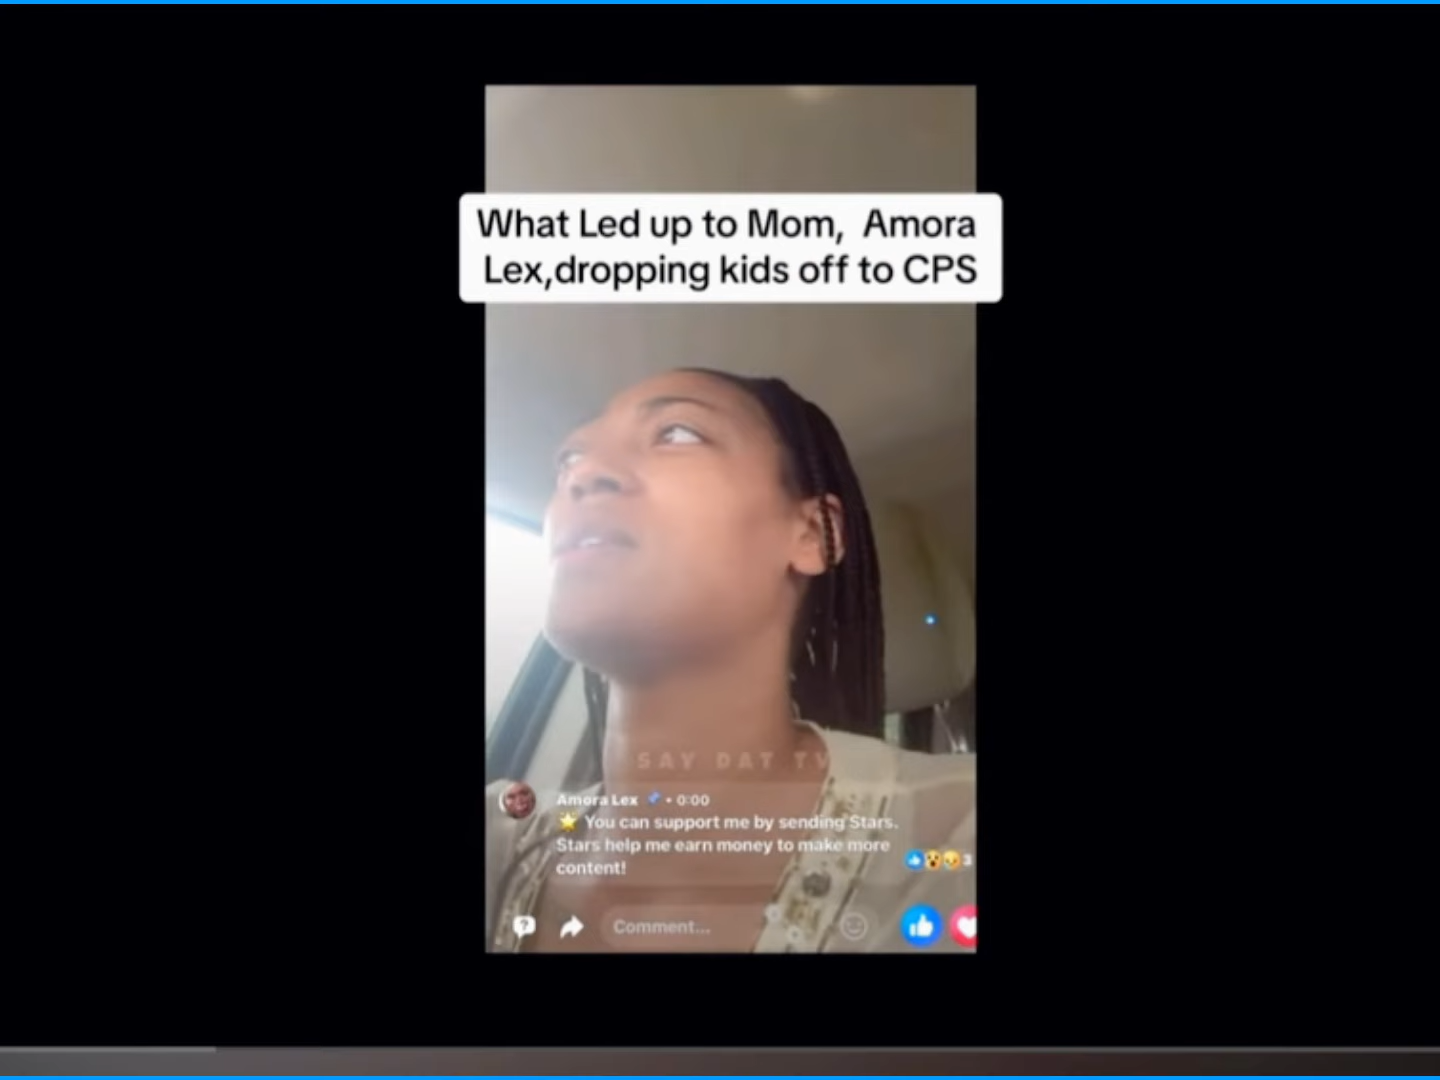 What Led up to Mom, Amora
Lex,dropping kids off to CPS
SAY DAT TV
Amora Lex • 0:00
🌟 You can support me by sending Stars.
Stars help me earn money to make more
content!
3
Comment...